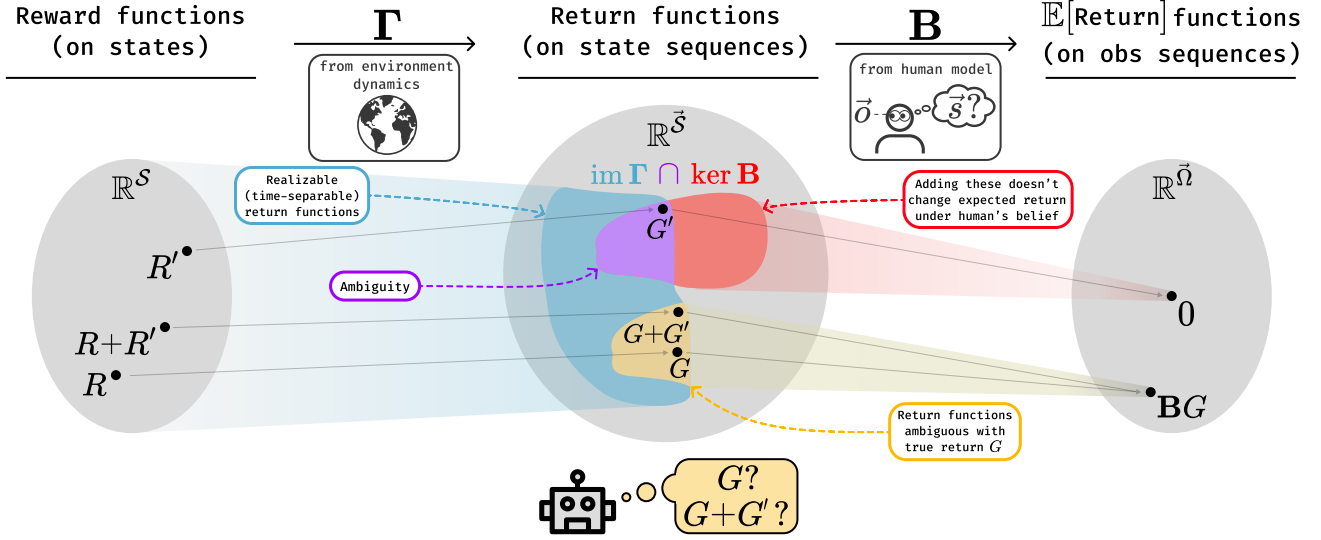 Reward functions
(on states)
𝚪
from environment
dynamics
Return functions
(on state sequences)
𝐁
from human model
o⃗
s⃗?
𝔼[Return] functions
(on obs sequences)
ℝ^𝒮
Realizable
(time-separable)
return functions
ℝ^𝒮⃗
im 𝚪 ∩ ker 𝐁
Adding these doesn't
change expected return
under human's belief
ℝ^Ω⃗
R′
G′
Ambiguity
0
R+R′
G+G′
R
G
𝐁G
Return functions
ambiguous with
true return G
G?
G+G′?